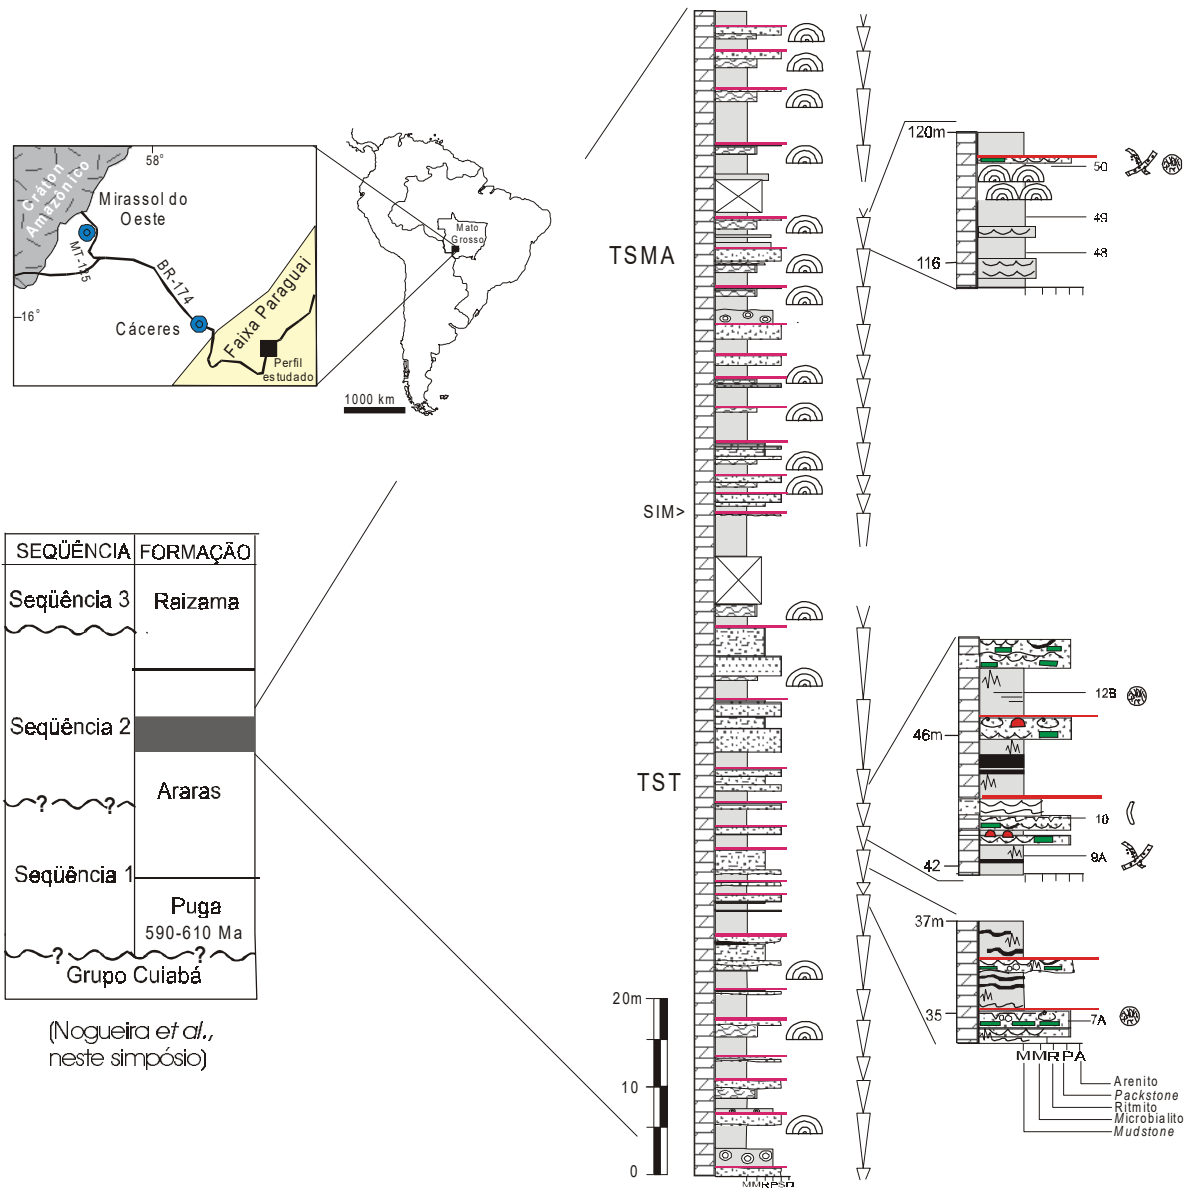 58°
Cráton
Amazônico
Mirassol do
Oeste
MT-125
BR-174
16°
Cáceres
Faixa Paraguai
Perfil
estudado
Mato
Grosso
1000 km
SEQÜÊNCIA FORMAÇÃO
Seqüência 3 Raizama
Seqüência 2
? ? Araras
Seqüência 1
Puga
590-610 Ma
? ?
Grupo Cuiabá
(Nogueira et al.,
neste simpósio)
TSMA
SIM>
TST
20m
10
0
120m
50
49
48
116
12B
46m
10
9A
42
37m
35
7A
MMRPA
Arenito
Packstone
Ritmito
Microbialito
Mudstone